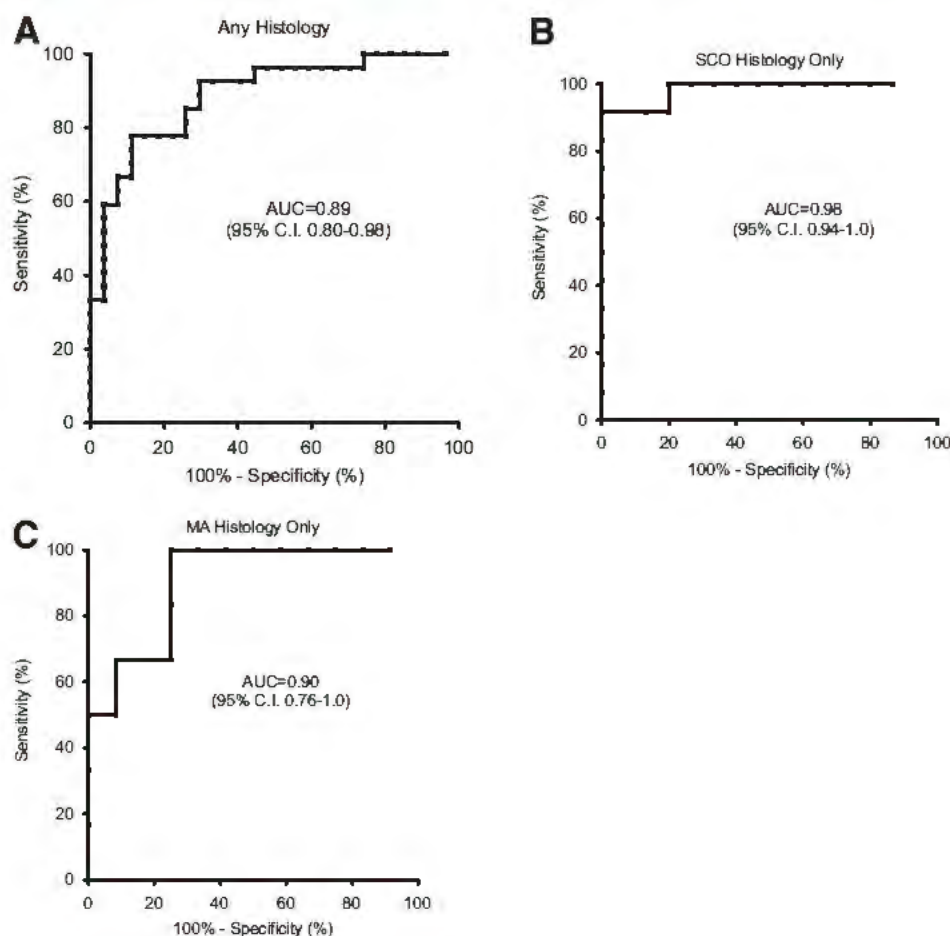 A
Any Histology
100
80
60
40
20
0
Sensitivity (%)
AUC=0.89
(95% C.I. 0.80-0.98)
0 20 40 60 80 100
100% - Specificity (%)
B
SCO Histology Only
100
80
60
40
20
0
Sensitivity (%)
AUC=0.98
(95% C.I. 0.94-1.0)
0 20 40 60 80 100
100% - Specificity (%)
C
MA Histology Only
100
80
60
40
20
0
Sensitivity (%)
AUC=0.90
(95% C.I. 0.76-1.0)
0 20 40 60 80 100
100% - Specificity (%)